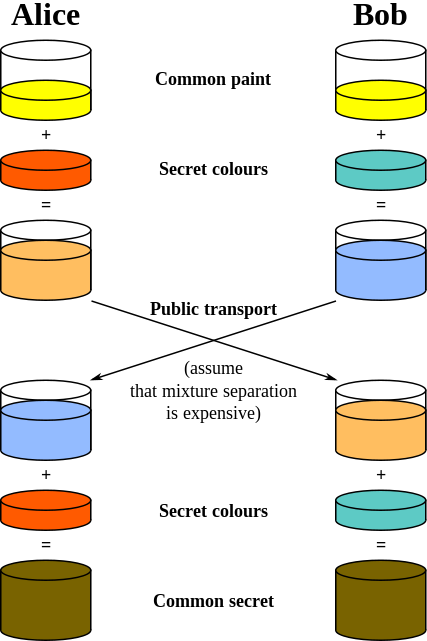 Alice Bob
Common paint
+ +
Secret colours
= =
Public transport
(assume
that mixture separation
is expensive)
+ +
Secret colours
= =
Common secret